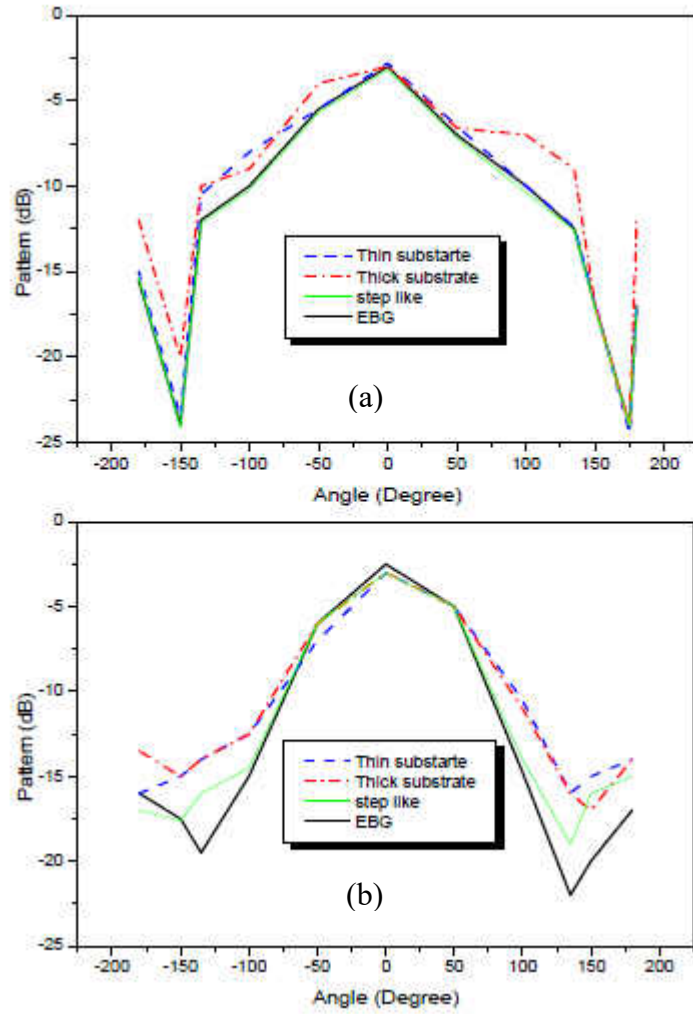 0
-5
-10
-15
-20
-25
Pattern (dB)
Thin substarte
Thick substrate
step like
EBG
(a)
-200 -150 -100 -50 0 50 100 150 200
Angle (Degree)
0
-5
-10
-15
-20
-25
Pattern (dB)
Thin substarte
Thick substrate
step like
EBG
(b)
-200 -150 -100 -50 0 50 100 150 200
Angle (Degree)